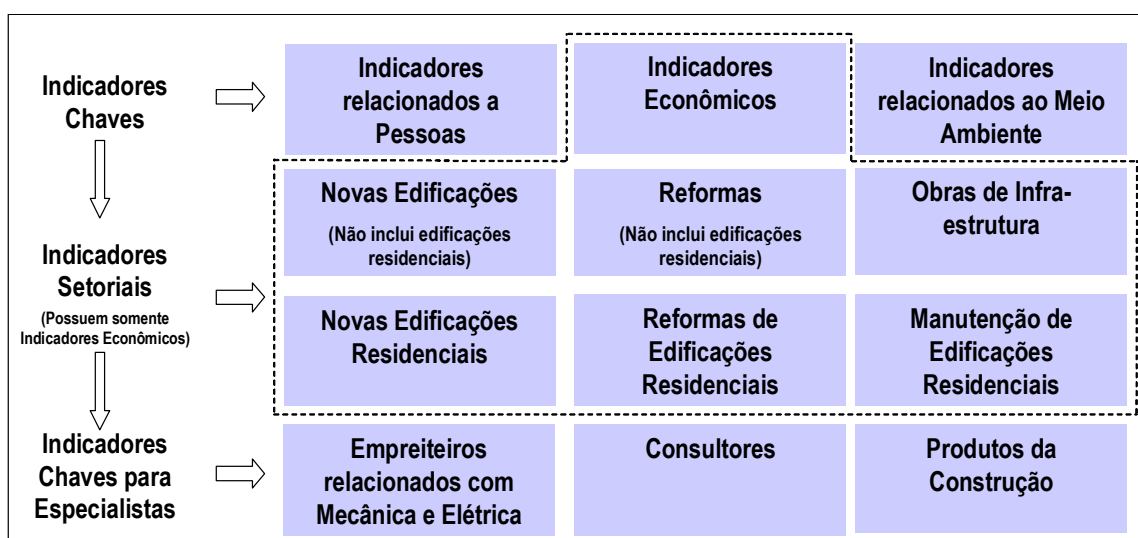 Indicadores
Chaves
Indicadores
relacionados a
Pessoas
Indicadores
Econômicos
Indicadores
relacionados ao Meio
Ambiente
Indicadores
Setoriais
(Possuem somente
Indicadores Econômicos)
Novas Edificações
(Não inclui edificações
residenciais)
Reformas
(Não inclui edificações
residenciais)
Obras de Infra-
estrutura
Novas Edificações
Residenciais
Reformas de
Edificações
Residenciais
Manutenção de
Edificações
Residenciais
Indicadores
Chaves para
Especialistas
Empreiteiros
relacionados com
Mecânica e Elétrica
Consultores
Produtos da
Construção